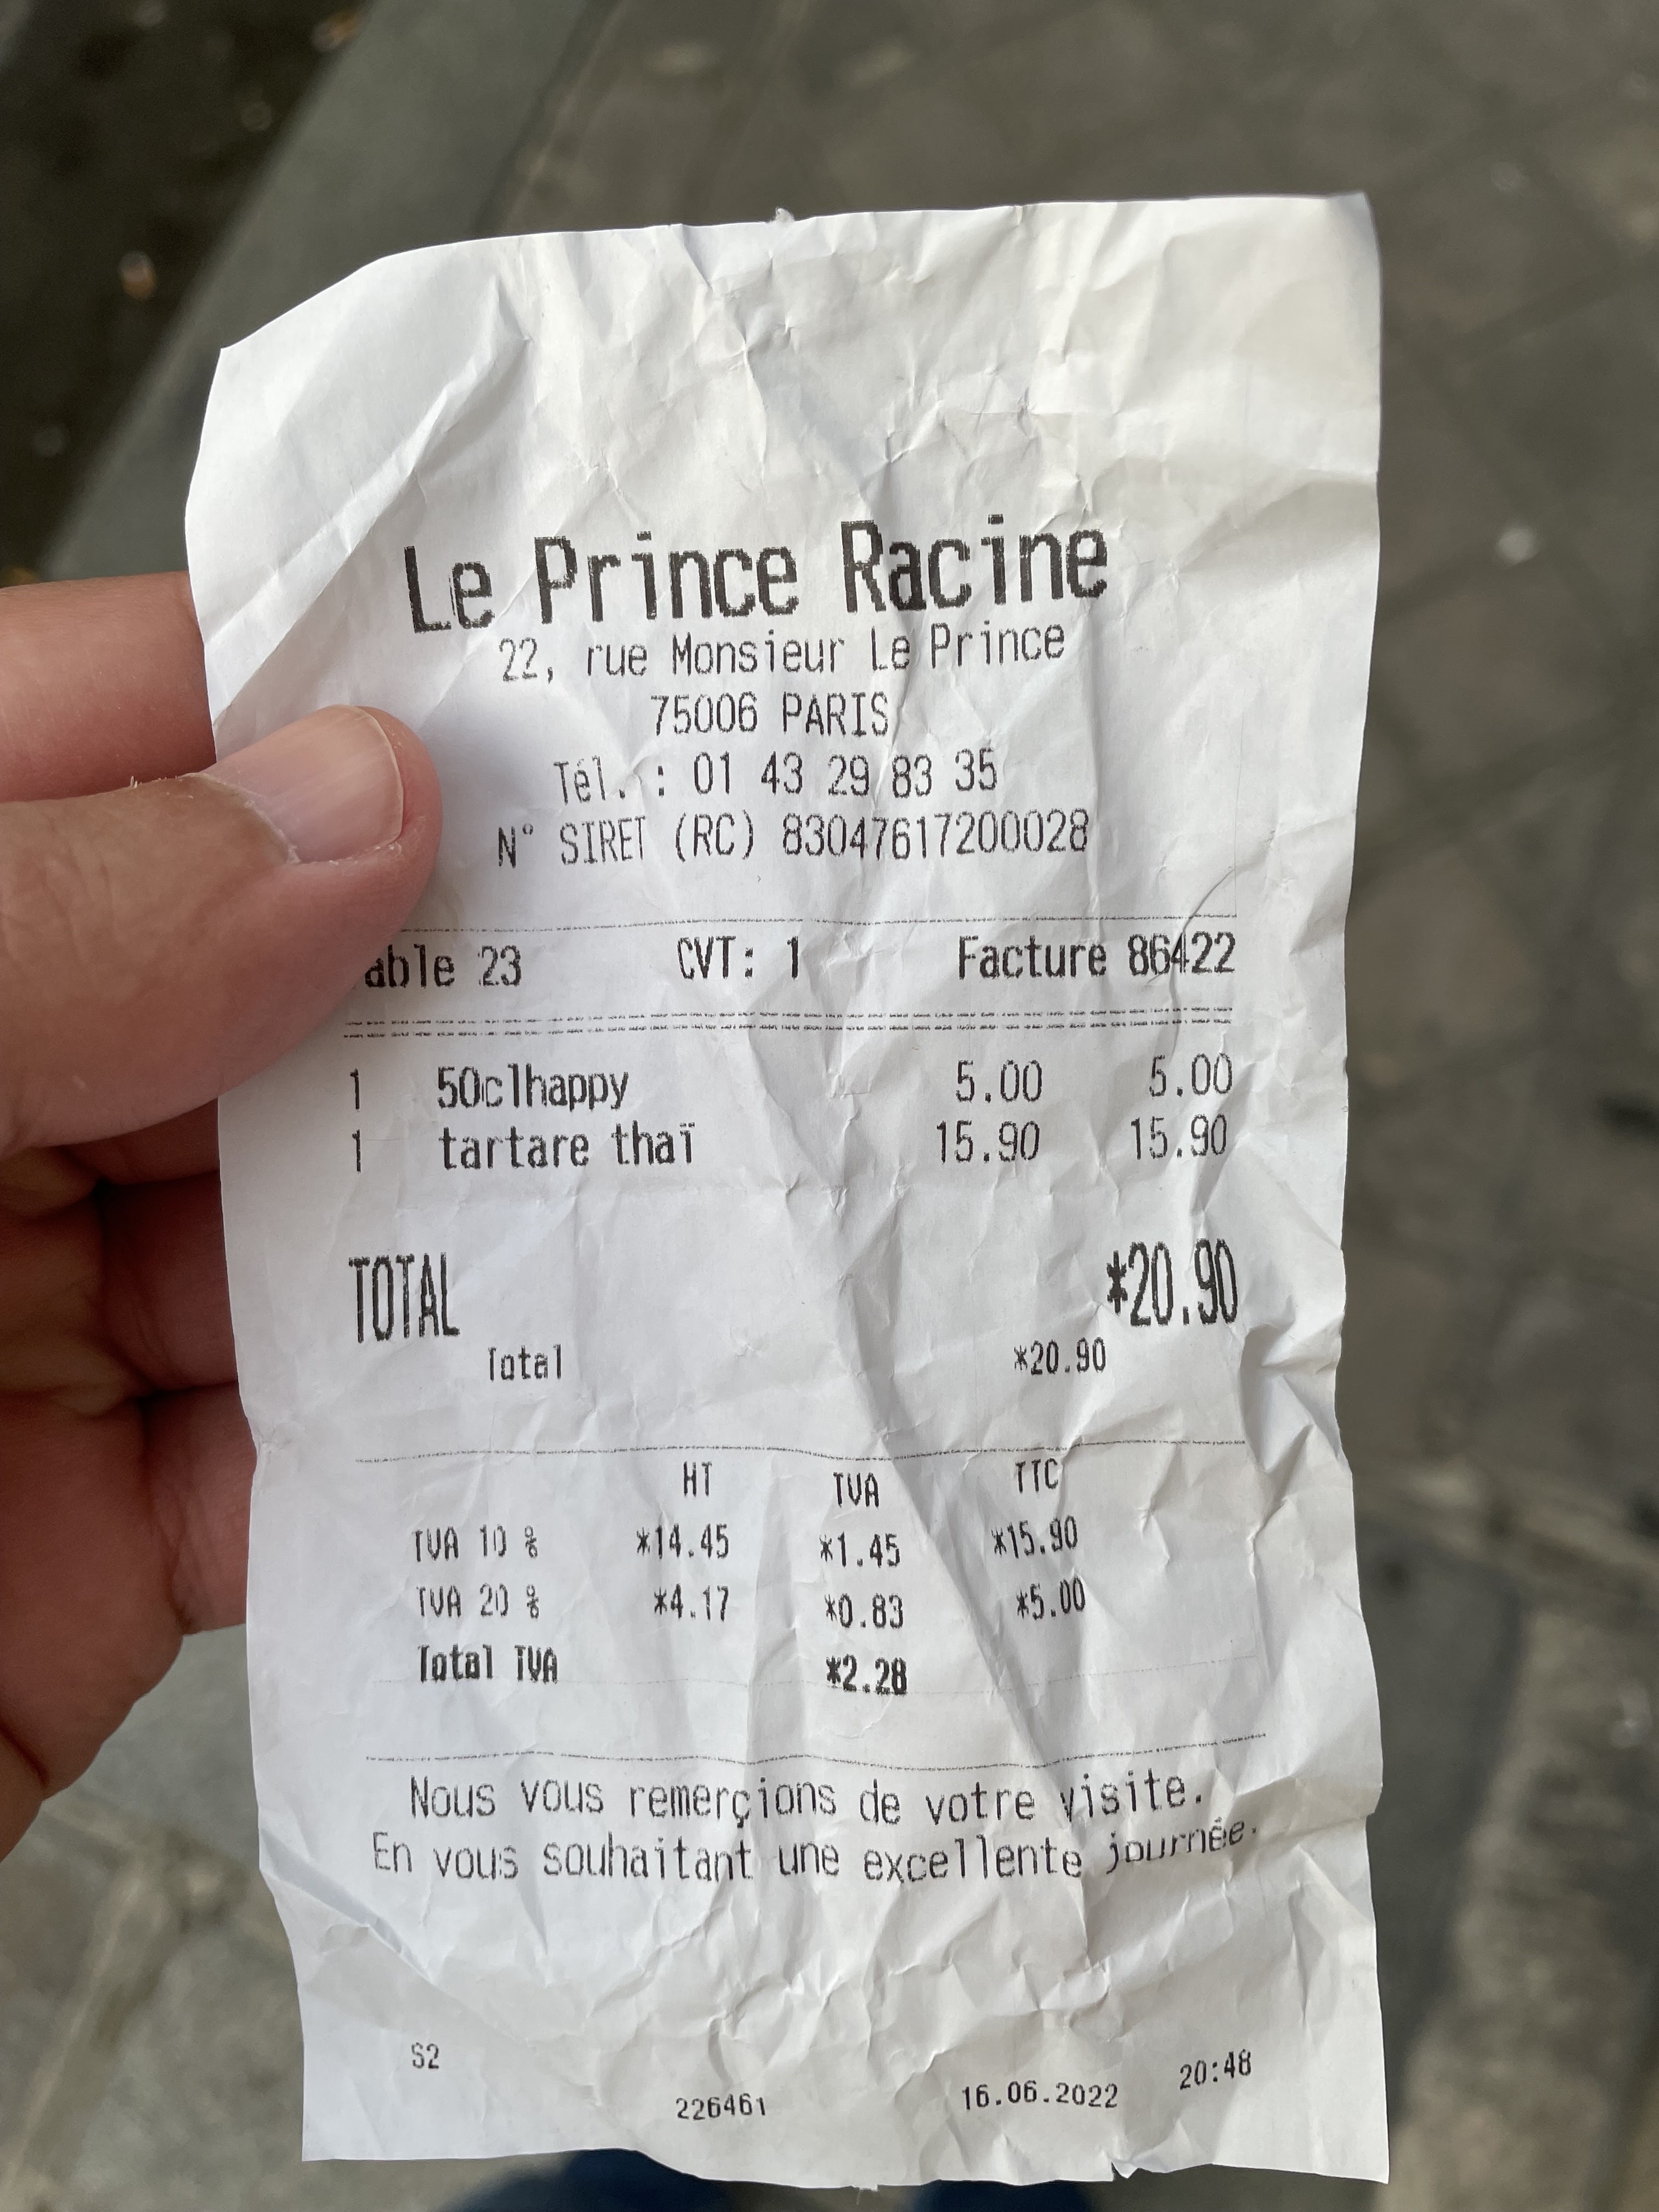 Le Prince Racine
22, rue Monsieur Le Prince
75006 PARIS
Tél. : 01 43 29 83 35
N° SIRET (RC) 83047617200028
able 23 CVT: 1 Facture 86422
1 50clhappy 5.00 5.00
1 tartare thaï 15.90 15.90
TOTAL *20.90
Total *20.90
HT TVA TTC
TVA 10 % *14.45 *1.45 *15.90
TVA 20 % *4.17 *0.83 *5.00
Total TVA *2.28
Nous vous remerçions de votre visite.
En vous souhaitant une excellente journée.
S2 226461 16.06.2022 20:48